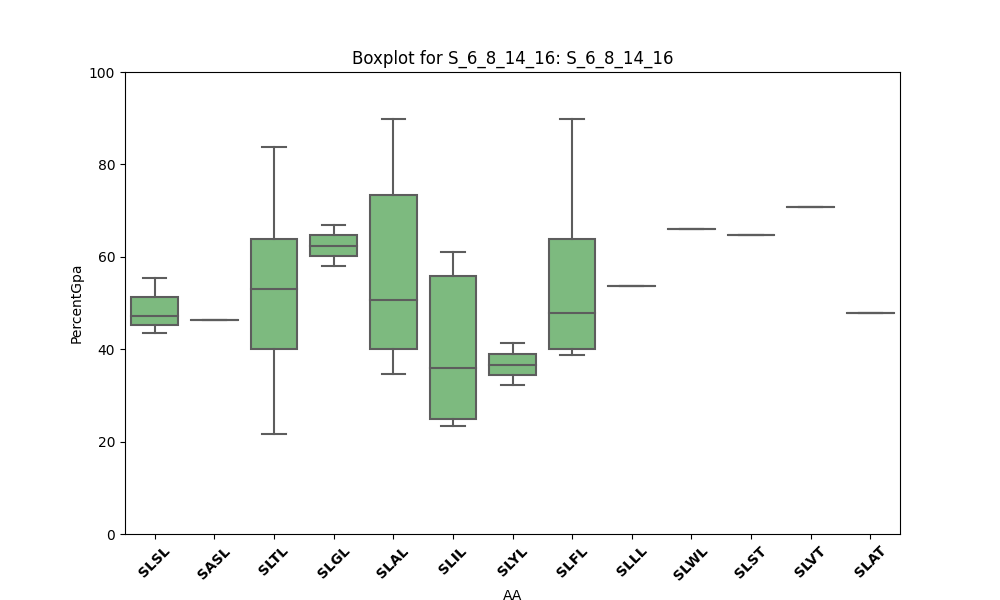 Boxplot for S_6_8_14_16: S_6_8_14_16
PercentGpa
100
80
60
40
20
0
SLSL SASL SLTL SLGL SLAL SLIL SLYL SLFL SLLL SLWL SLST SLVT SLAT
AA